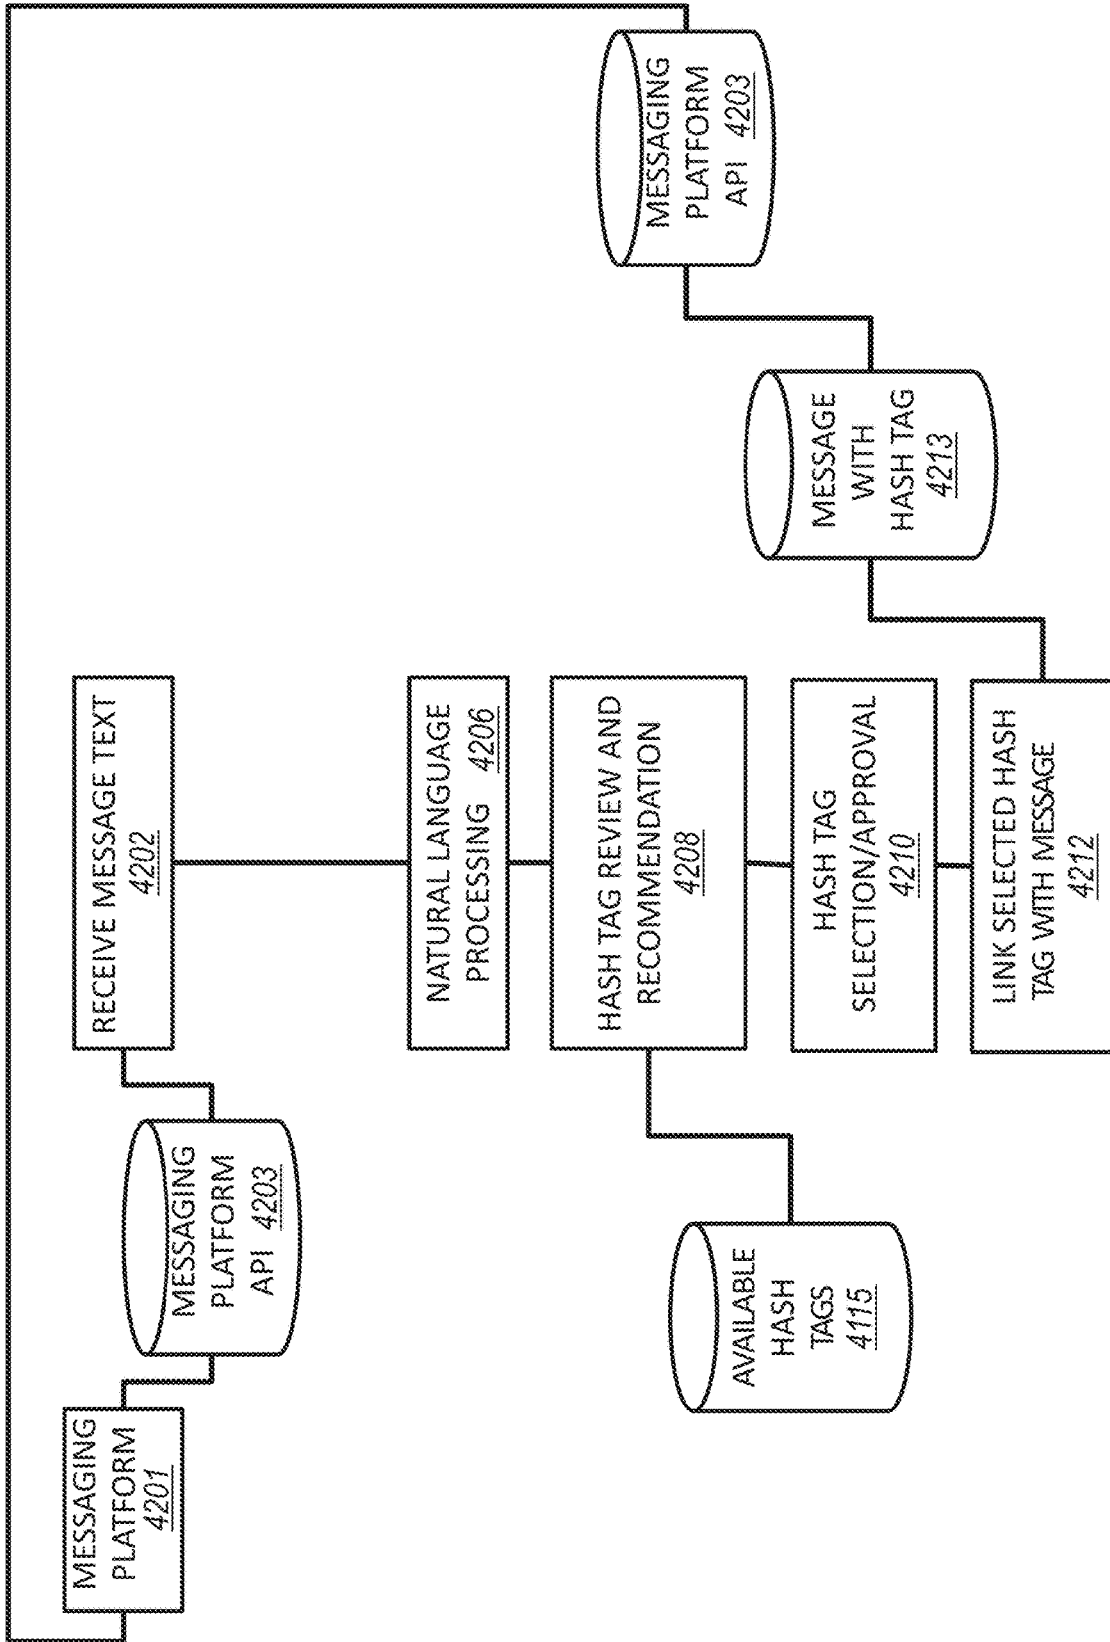 MESSAGING
PLATFORM
4201
MESSAGING
PLATFORM
API 4203
RECEIVE MESSAGE TEXT
4202
NATURAL LANGUAGE
PROCESSING 4206
AVAILABLE
HASH
TAGS
4115
HASH TAG REVIEW AND
RECOMMENDATION
4208
HASH TAG
SELECTION/APPROVAL
4210
LINK SELECTED HASH
TAG WITH MESSAGE
4212
MESSAGE
WITH
HASH TAG
4213
MESSAGING
PLATFORM
API 4203